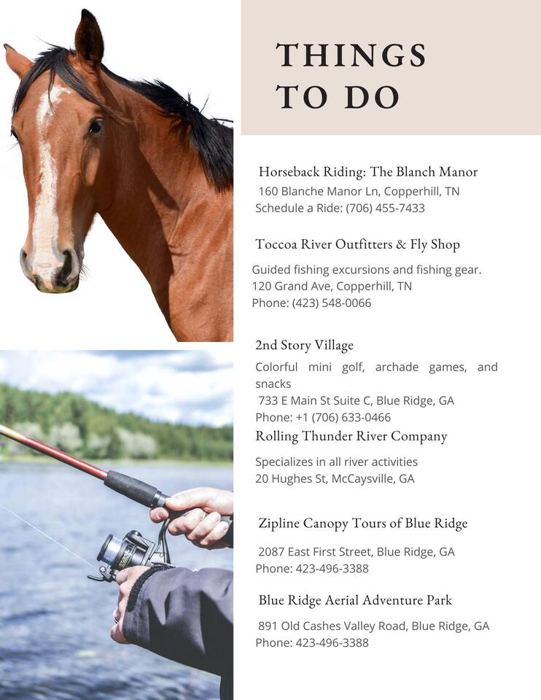 THINGS
TO DO
Horseback Riding: The Blanch Manor
160 Blanche Manor Ln, Copperhill, TN
Schedule a Ride: (706) 455-7433
Toccoa River Outfitters & Fly Shop
Guided fishing excursions and fishing gear.
120 Grand Ave, Copperhill, TN
Phone: (423) 548-0066
2nd Story Village
Colorful mini golf, archade games, and
snacks
733 E Main St Suite C, Blue Ridge, GA
Phone: +1 (706) 633-0466
Rolling Thunder River Company
Specializes in all river activities
20 Hughes St, McCaysville, GA
Zipline Canopy Tours of Blue Ridge
2087 East First Street, Blue Ridge, GA
Phone: 423-496-3388
Blue Ridge Aerial Adventure Park
891 Old Cashes Valley Road, Blue Ridge, GA
Phone: 423-496-3388